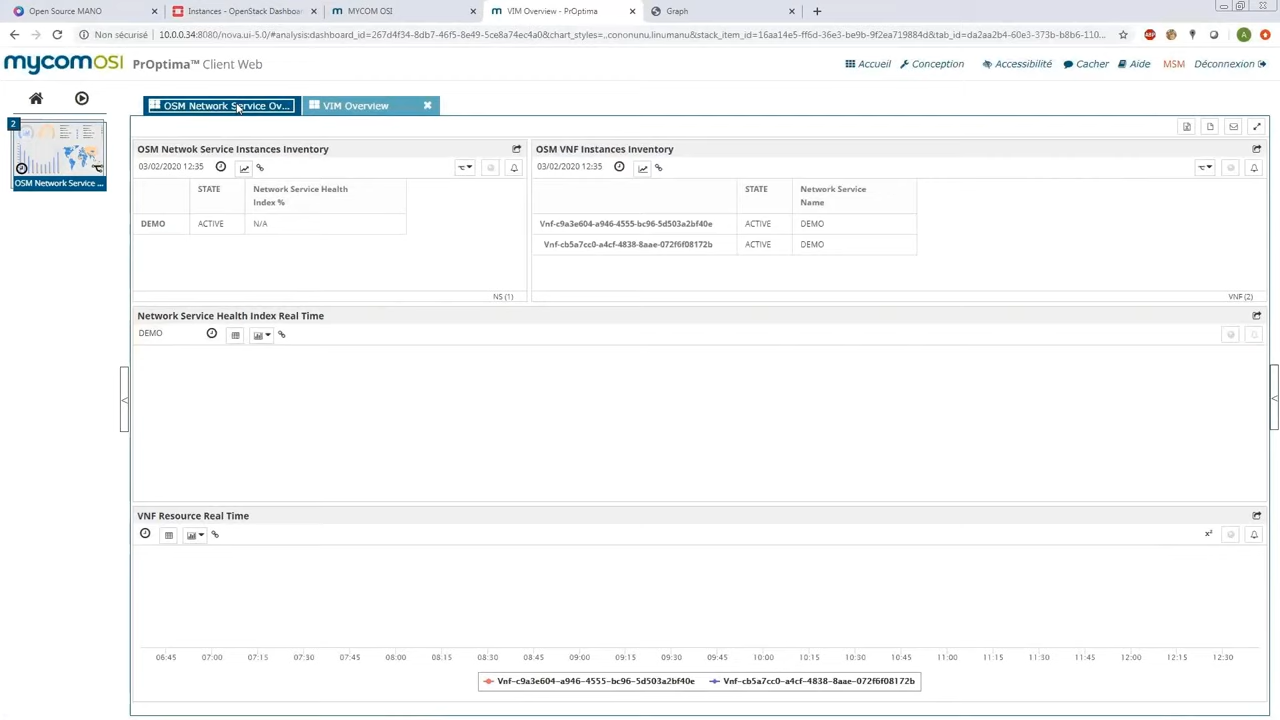 Open Source MANO
Instances - OpenStack Dashboa
MYCOM OSI
VIM Overview - PrOptima
Graph
Non sécurisé
10.0.0.34:8080/nova.ui-5.0/#analysis:dashboard_id=267d4f34-8db7-46f5-8e49-5ce8a74ec4a0&chart_styles=,.cononunu.linumanu&stack_item_id=16aa14e5-ff6d-36e3-be9b-9f2ea719884d&tab_id=da2aa2b4-60e3-373b-b8b6-110...
ABP
A
mycomOSI PrOptima™ Client Web
Accueil
Conception
Accessibilité
Cacher
Aide
MSM
Déconnexion
2
OSM Network Service ...
OSM Network Service Ov...
VIM Overview
OSM Netwok Service Instances Inventory
03/02/2020 12:35
STATE
Network Service Health Index %
DEMO
ACTIVE
N/A
NS (1)
OSM VNF Instances Inventory
03/02/2020 12:35
STATE
Network Service Name
Vnf-c9a3e604-a946-4555-bc96-5d503a2bf40e
ACTIVE
DEMO
Vnf-cb5a7cc0-a4cf-4838-8aae-072f6f08172b
ACTIVE
DEMO
VNF (2)
Network Service Health Index Real Time
DEMO
VNF Resource Real Time
x²
06:45 07:00 07:15 07:30 07:45 08:00 08:15 08:30 08:45 09:00 09:15 09:30 09:45 10:00 10:15 10:30 10:45 11:00 11:15 11:30 11:45 12:00 12:15 12:30
Vnf-c9a3e604-a946-4555-bc96-5d503a2bf40e
Vnf-cb5a7cc0-a4cf-4838-8aae-072f6f08172b